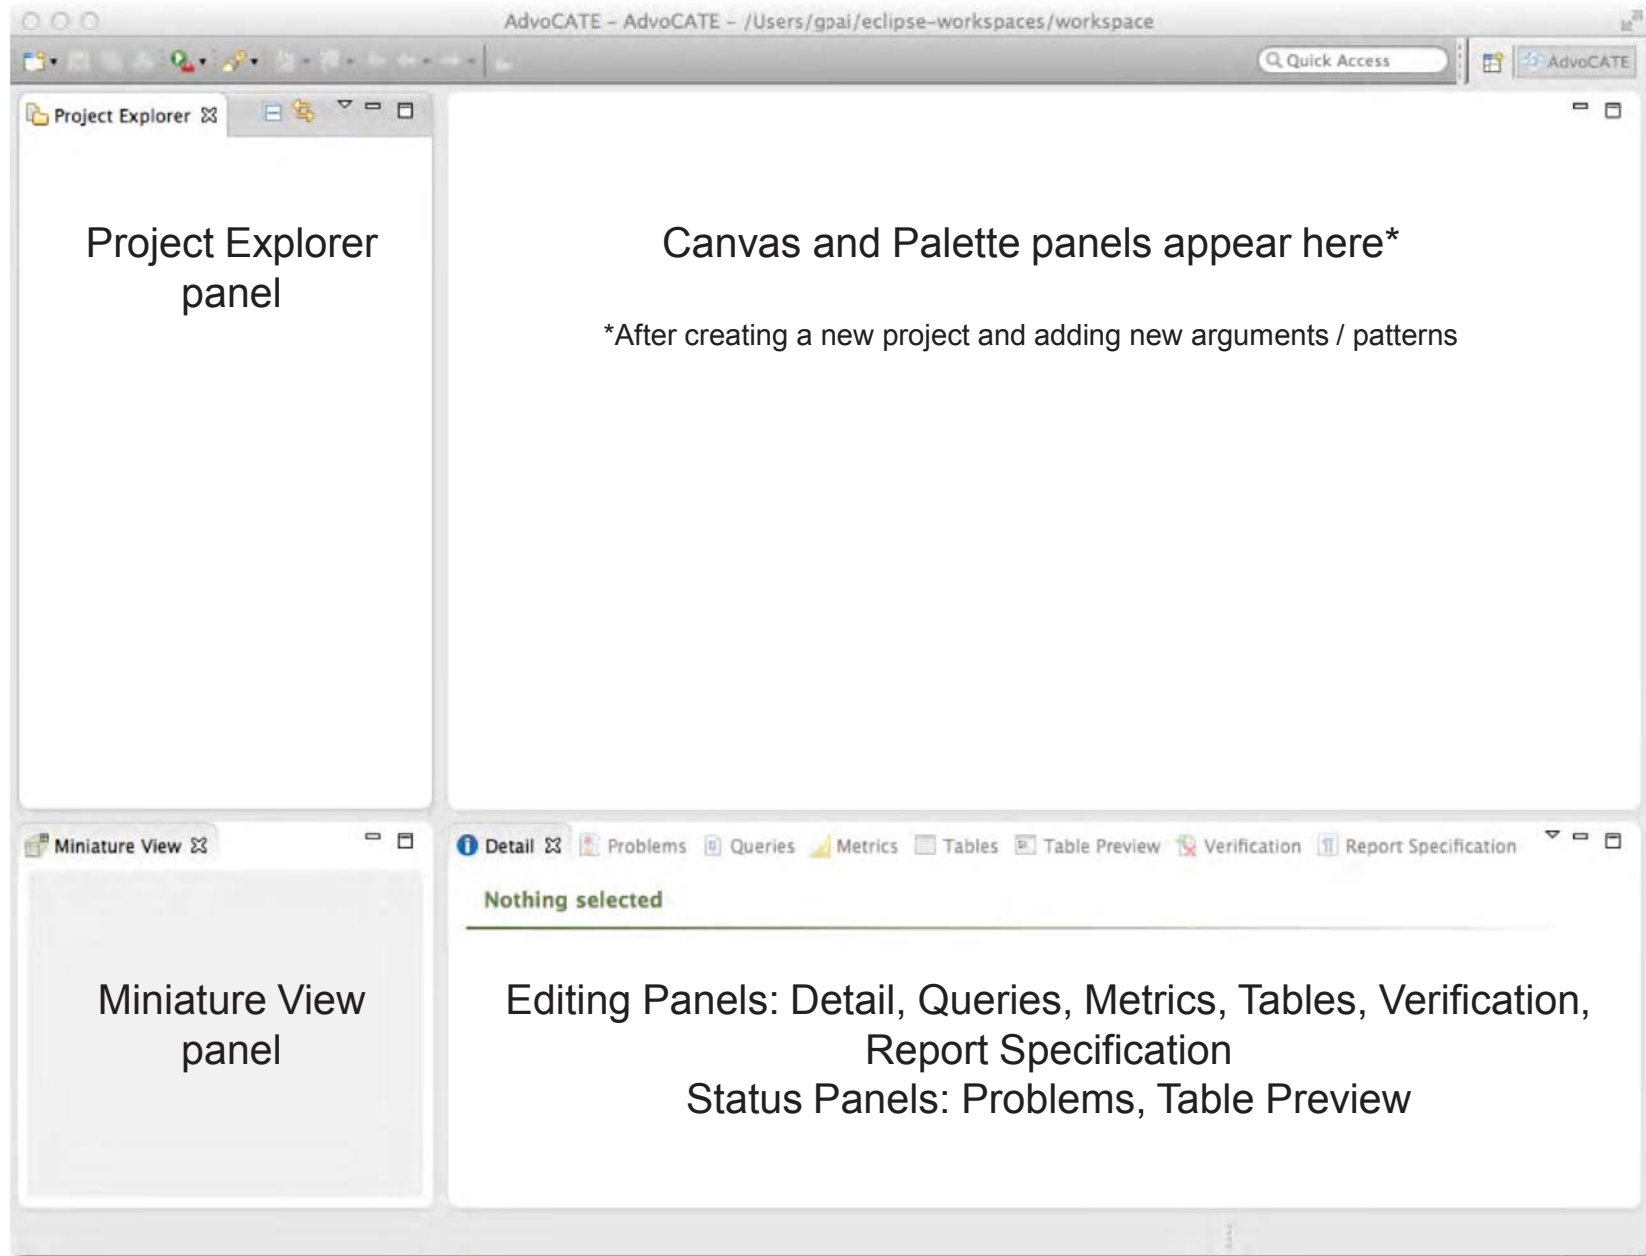 AdvoCATE – AdvoCATE – /Users/gpai/eclipse-workspaces/workspace
Quick Access
AdvoCATE
Project Explorer
Project Explorer
panel
Canvas and Palette panels appear here*
*After creating a new project and adding new arguments / patterns
Miniature View
Detail Problems Queries Metrics Tables Table Preview Verification Report Specification
Nothing selected
Miniature View
panel
Editing Panels: Detail, Queries, Metrics, Tables, Verification,
Report Specification
Status Panels: Problems, Table Preview